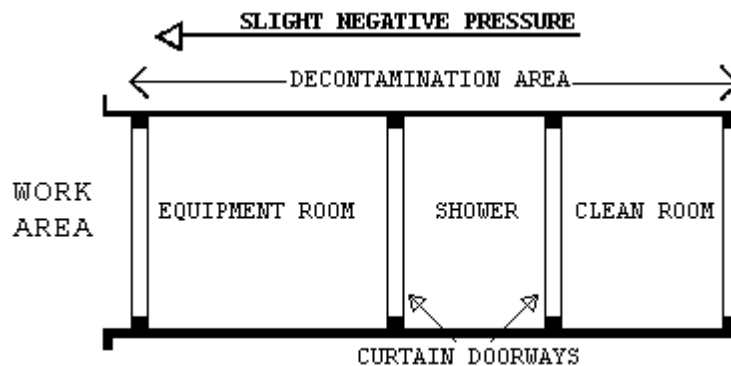 SLIGHT NEGATIVE PRESSURE
DECONTAMINATION AREA
WORK
AREA
EQUIPMENT ROOM
SHOWER
CLEAN ROOM
CURTAIN DOORWAYS